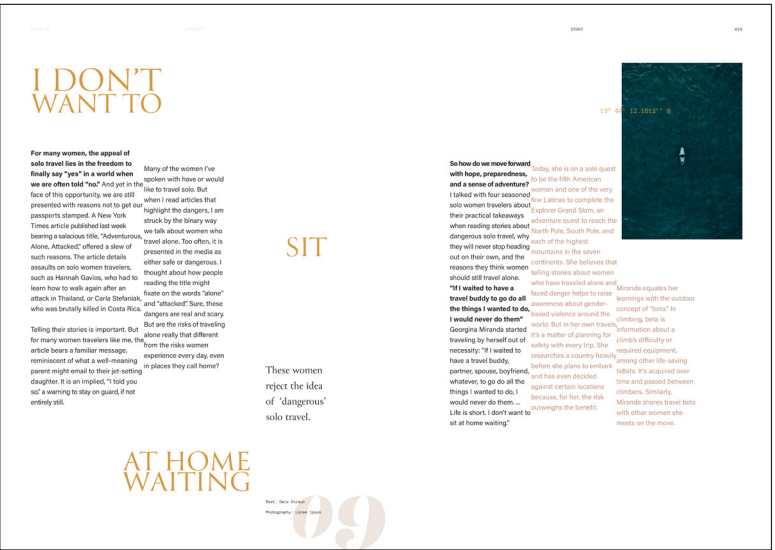 STORY
010
I DON'T
WANT TO
13° 46' 12.1812'' N
For many women, the appeal of
solo travel lies in the freedom to
finally say “yes” in a world when
we are often told “no.” And yet in the
face of this opportunity, we are still
presented with reasons not to get our
passports stamped. A New York
Times article published last week
bearing a salacious title, “Adventurous,
Alone, Attacked,” offered a slew of
such reasons. The article details
assaults on solo women travelers,
such as Hannah Gavios, who had to
learn how to walk again after an
attack in Thailand, or Carla Stefaniak,
who was brutally killed in Costa Rica.
Telling their stories is important. But
for many women travelers like me, the
article bears a familiar message,
reminiscent of what a well-meaning
parent might email to their jet-setting
daughter. It is an implied, “I told you
so,” a warning to stay on guard, if not
entirely still.
Many of the women I’ve
spoken with have or would
like to travel solo. But
when I read articles that
highlight the dangers, I am
struck by the binary way
we talk about women who
travel alone. Too often, it is
presented in the media as
either safe or dangerous. I
thought about how people
reading the title might
fixate on the words “alone”
and “attacked”. Sure, these
dangers are real and scary.
But are the risks of traveling
alone really that different
from the risks women
experience every day, even
in places they call home?
SIT
These women
reject the idea
of 'dangerous'
solo travel.
AT HOME
WAITING
Photography: Lorem Ipsum
09
So how do we move forward
with hope, preparedness,
and a sense of adventure?
I talked with four seasoned
solo women travelers about
their practical takeaways
when reading stories about
dangerous solo travel, why
they will never stop heading
out on their own, and the
reasons they think women
should still travel alone.
“If I waited to have a
travel buddy to go do all
the things I wanted to do,
I would never do them”
Georgina Miranda started
traveling by herself out of
necessity: “If I waited to
have a travel buddy,
partner, spouse, boyfriend,
whatever, to go do all the
things I wanted to do, I
would never do them. ...
Life is short. I don’t want to
sit at home waiting.”
Today, she is on a solo quest
to be the fifth American
woman and one of the very
few Latinas to complete the
Explorer Grand Slam, an
adventure quest to reach the
North Pole, South Pole, and
each of the highest
mountains in the seven
continents. She believes that
telling stories about women
who have traveled alone and
faced danger helps to raise
awareness about gender-
based violence around the
world. But in her own travels,
it’s a matter of planning for
safety with every trip. She
researches a country heavily
before she plans to embark
and has even decided
against certain locations
because, for her, the risk
outweighs the benefit.
Miranda equates her
learnings with the outdoor
concept of “beta.” In
climbing, beta is
information about a
climb’s difficulty or
required equipment,
among other life-saving
tidbits. It’s acquired over
time and passed between
climbers. Similarly,
Miranda shares travel beta
with other women she
meets on the move.